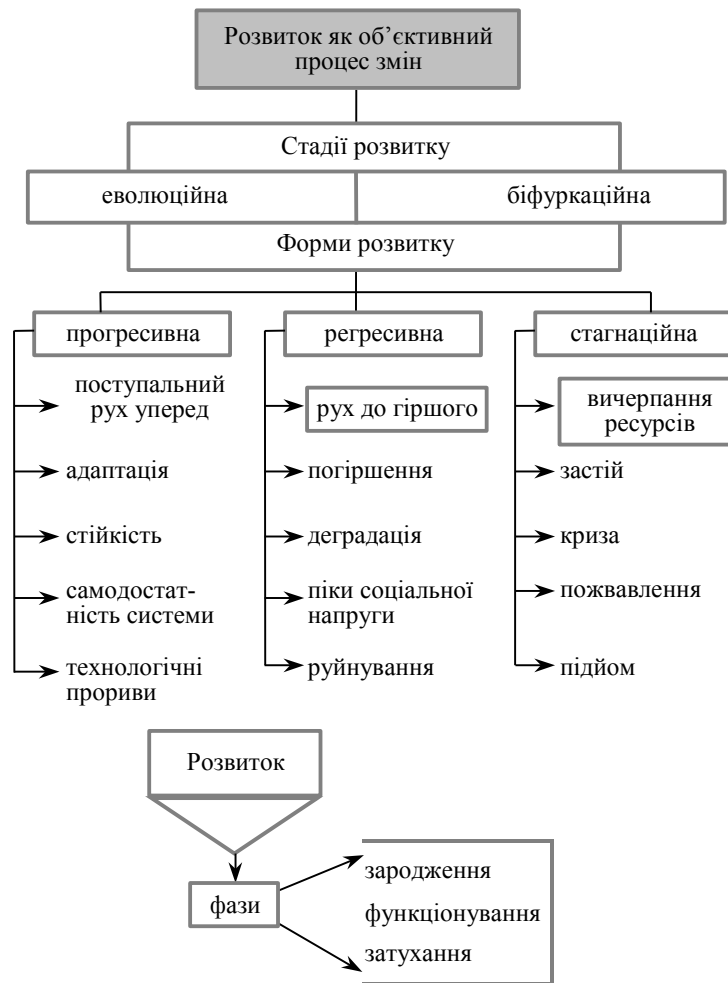 Розвиток як об’єктивний
процес змін
Стадії розвитку
еволюційна
біфуркаційна
Форми розвитку
прогресивна
регресивна
стагнаційна
поступальний
рух уперед
адаптація
стійкість
самодостат-
ність системи
технологічні
прориви
рух до гіршого
погіршення
деградація
піки соціальної
напруги
руйнування
вичерпання
ресурсів
застій
криза
пожвавлення
підйом
Розвиток
фази
зародження
функціонування
затухання